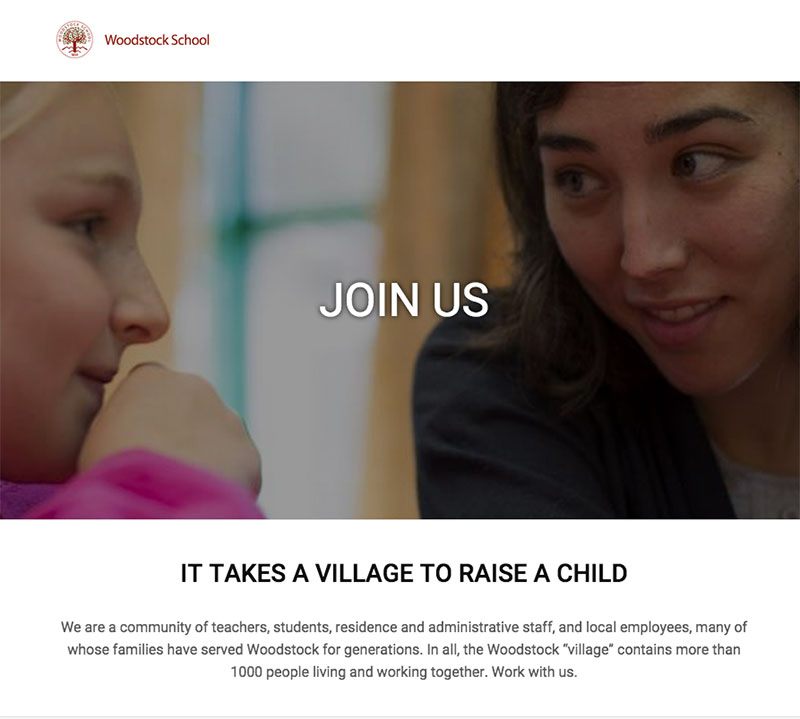 Woodstock School
JOIN US
IT TAKES A VILLAGE TO RAISE A CHILD
We are a community of teachers, students, residence and administrative staff, and local employees, many of
whose families have served Woodstock for generations. In all, the Woodstock “village” contains more than
1000 people living and working together. Work with us.